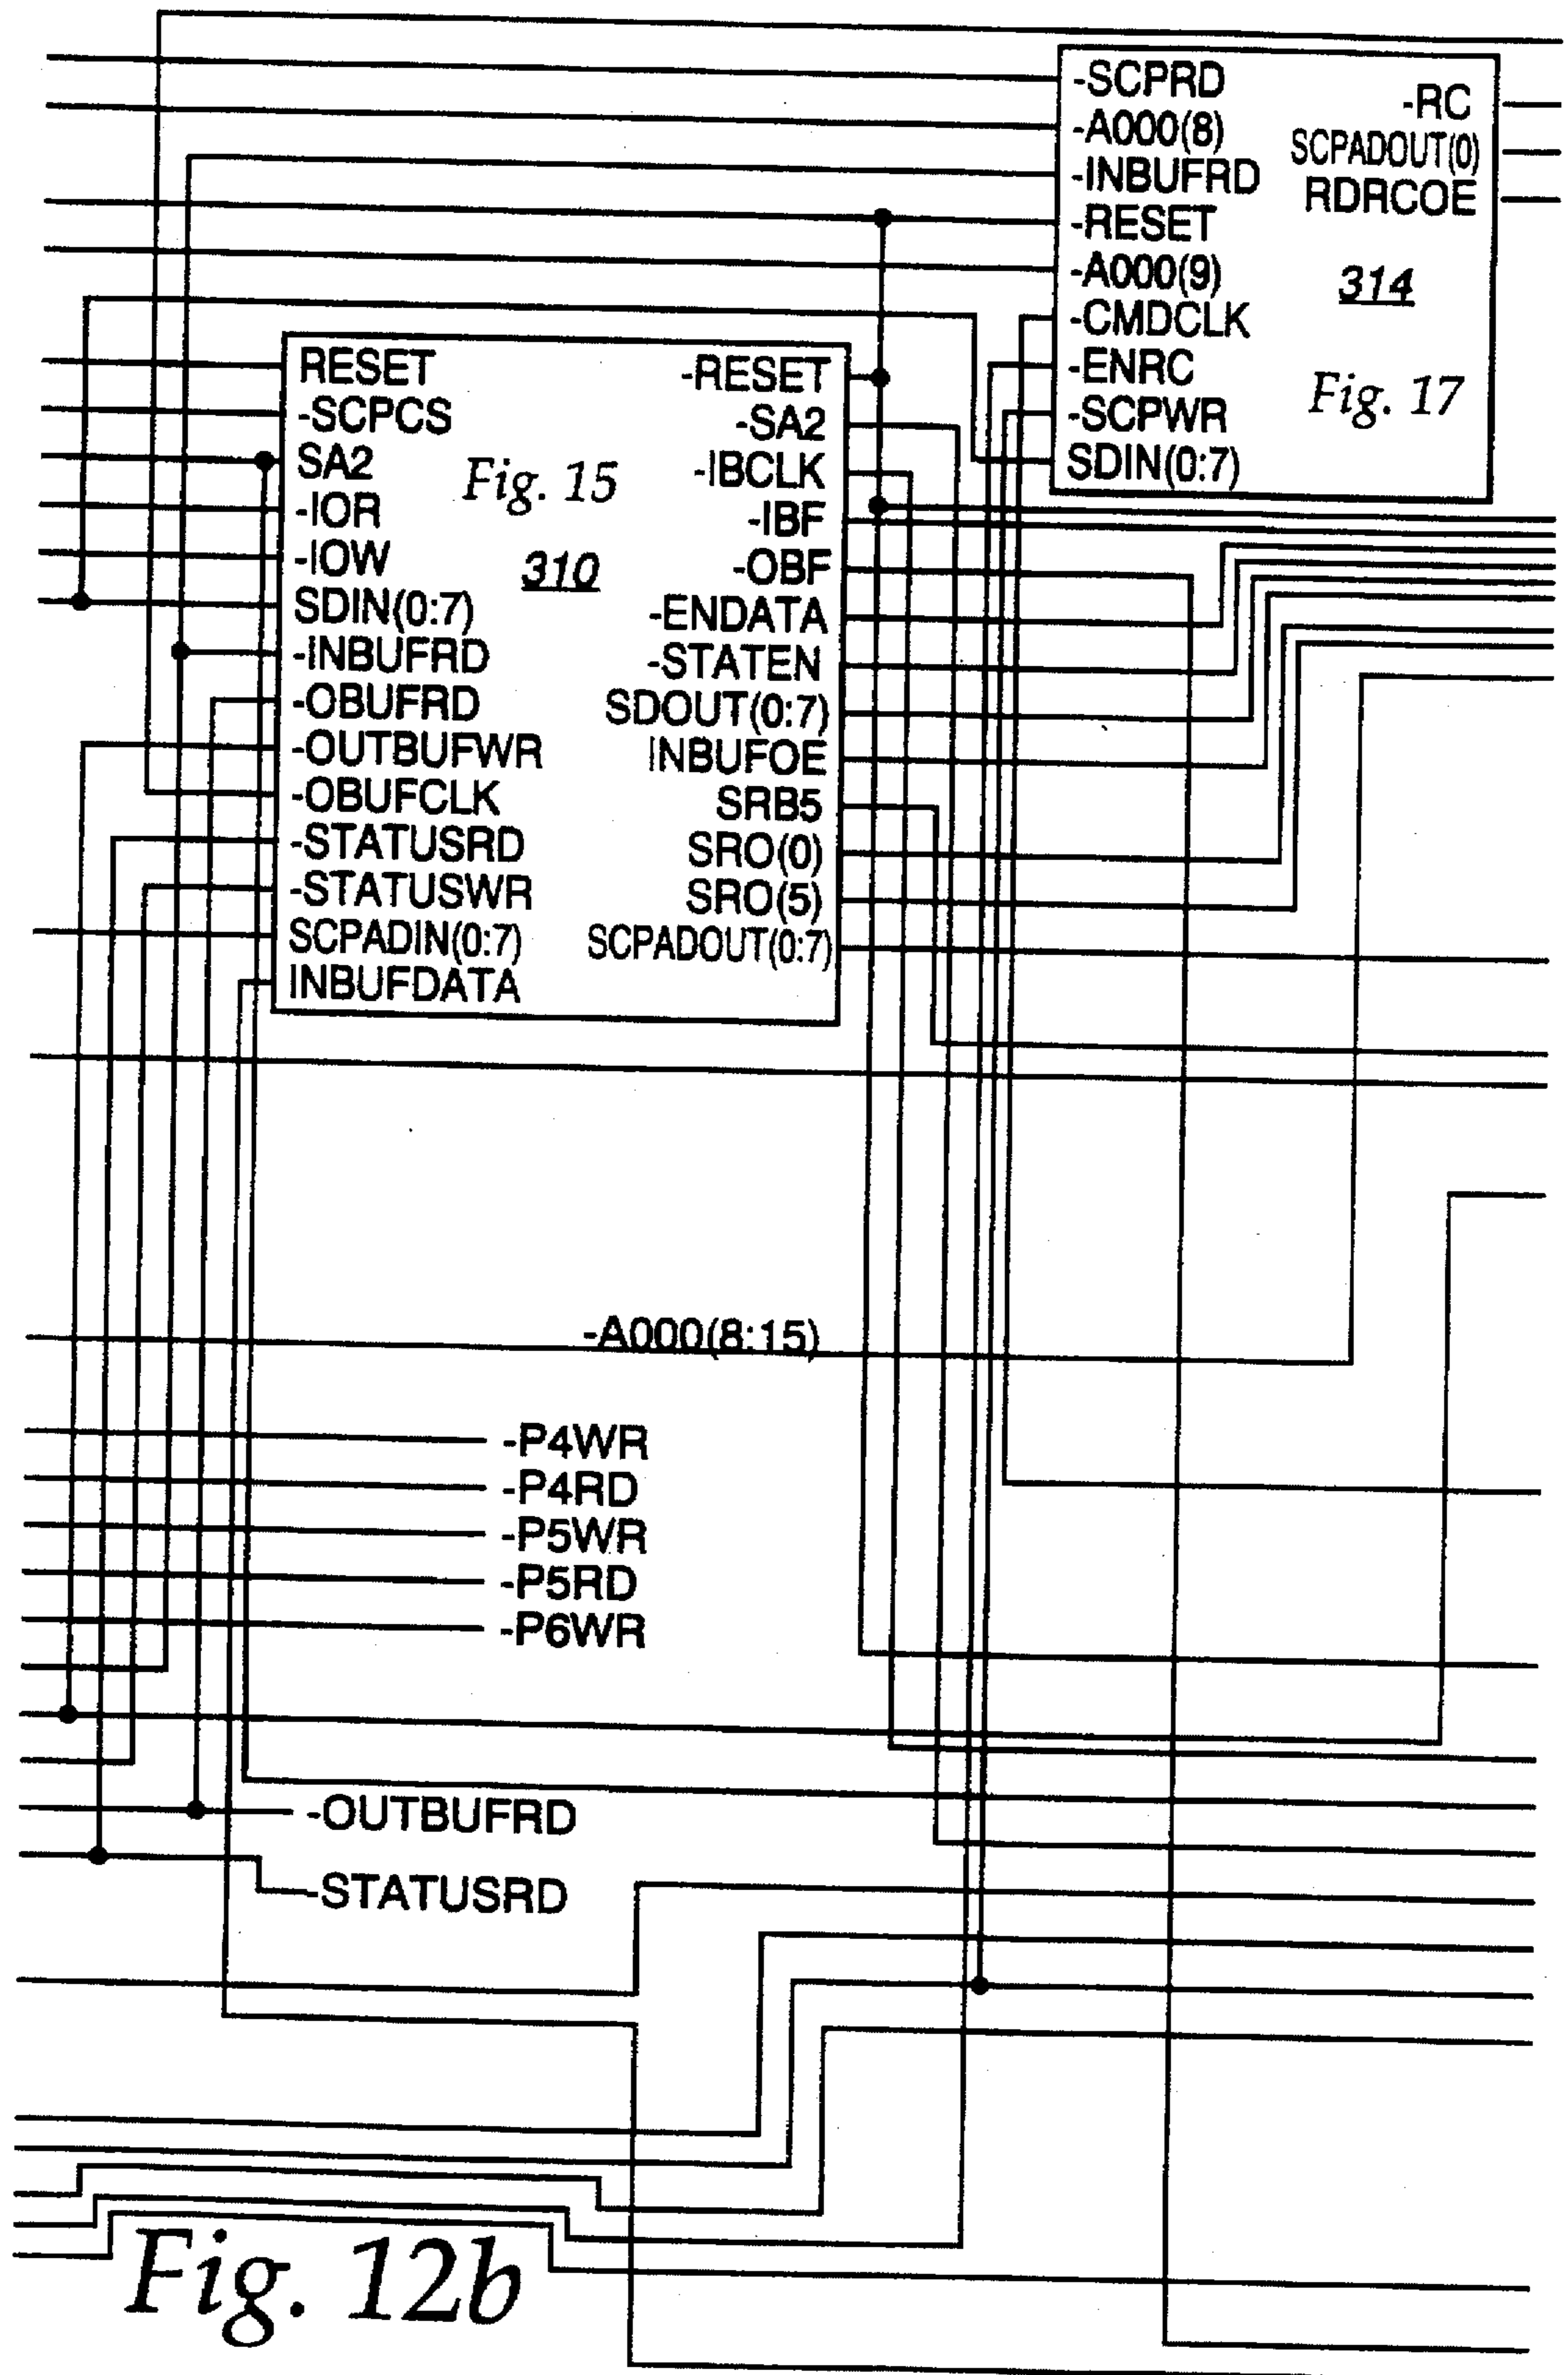 -SCPRD
-A000(8)
-INBUFRD
-RESET
-A000(9)
-CMDCLK
-ENRC
-SCPWR
SDIN(0:7)
-RC
SCPADOUT(0)
RDRCOE
314
Fig. 17
RESET
-SCPCS
SA2
-IOR
-IOW
SDIN(0:7)
-INBUFRD
-OBUFRD
-OUTBUFWR
-OBUFCLK
-STATUSRD
-STATUSWR
SCPADIN(0:7)
INBUFDATA
Fig. 15
310
-RESET
-SA2
-IBCLK
-IBF
-OBF
-ENDATA
-STATEN
SDOUT(0:7)
INBUFOE
SRB5
SRO(0)
SRO(5)
SCPADOUT(0:7)
-A000(8:15)
-P4WR
-P4RD
-P5WR
-P5RD
-P6WR
-OUTBUFRD
-STATUSRD
Fig. 12b